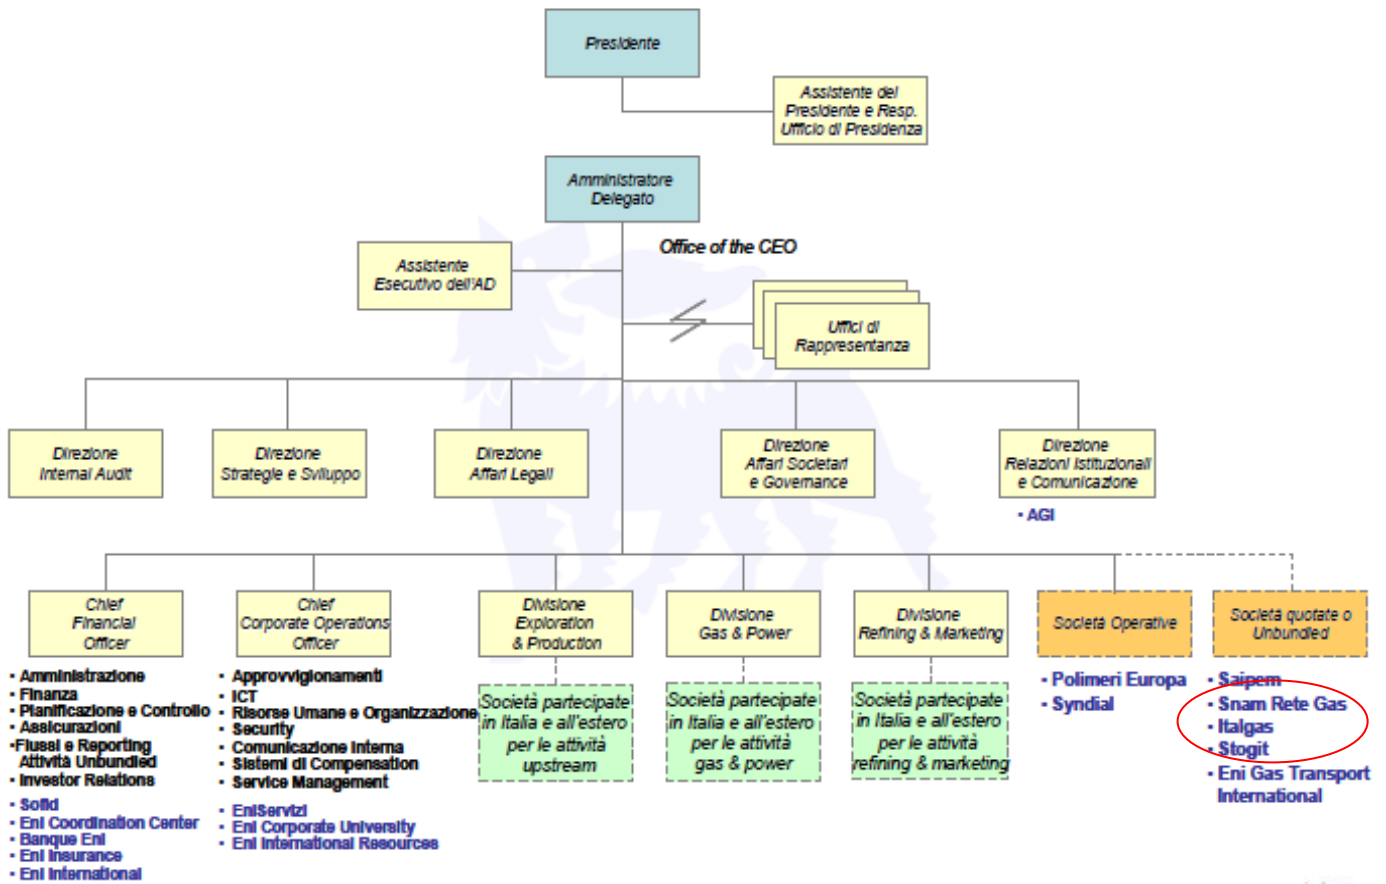 Presidente
Assistente del
Presidente e Resp.
Ufficio di Presidenza
Amministratore
Delegato
Office of the CEO
Assistente
Esecutivo dell'AD
Uffici di
Rappresentanza
Direzione
Internal Audit
Direzione
Strategie e Sviluppo
Direzione
Affari Legali
Direzione
Affari Societari
e Governance
Direzione
Relazioni Istituzionali
e Comunicazione
▪ AGI
Chief
Financial
Officer
Chief
Corporate Operations
Officer
Divisione
Exploration
& Production
Divisione
Gas & Power
Divisione
Refining & Marketing
Società Operative
Società quotate o
Unbundled
▪ Amministrazione
▪ Finanza
▪ Pianificazione e Controllo
▪ Assicurazioni
▪Flussi e Reporting
Attività Unbundled
▪ Investor Relations
▪ Sofid
▪ Eni Coordination Center
▪ Banque Eni
▪ Eni Insurance
▪ Eni International
▪ Approvvigionamenti
▪ ICT
▪ Risorse Umane e Organizzazione
▪ Security
▪ Comunicazione Interna
▪ Sistemi di Compensation
▪ Service Management
▪ EniServizi
▪ Eni Corporate University
▪ Eni International Resources
Società partecipate
in Italia e all'estero
per le attività
upstream
Società partecipate
in Italia e all'estero
per le attività
gas & power
Società partecipate
in Italia e all'estero
per le attività
refining & marketing
▪ Polimeri Europa
▪ Syndial
▪ Saipem
▪ Snam Rete Gas
▪ Italgas
▪ Stogit
▪ Eni Gas Transport
International